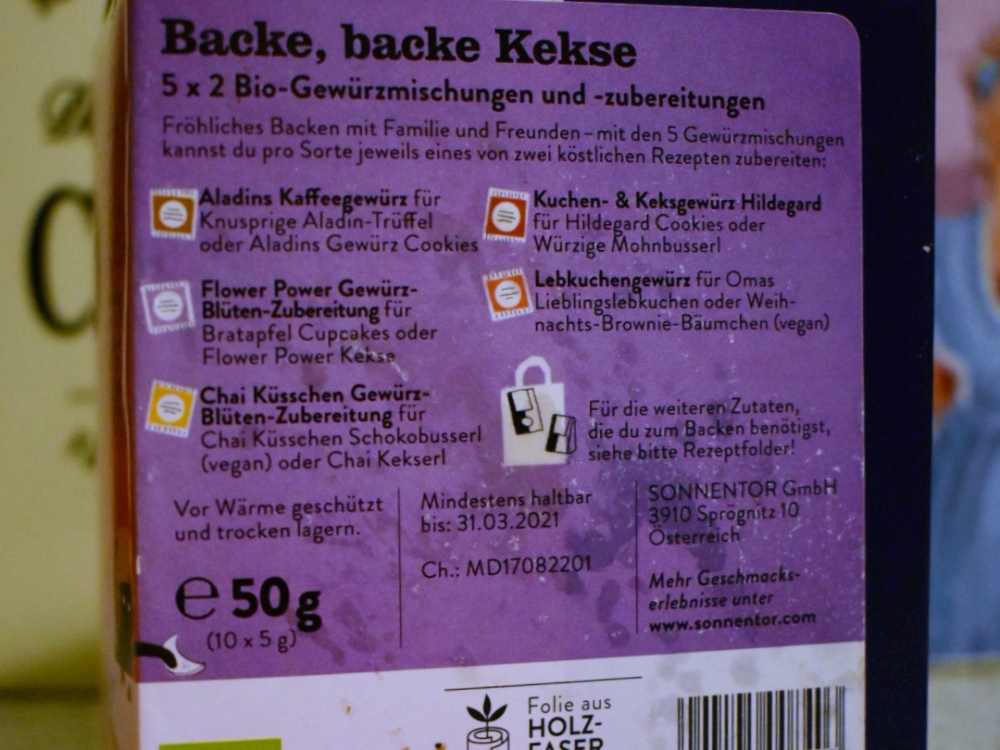 Backe, backe Kekse
5 x 2 Bio-Gewürzmischungen und -zubereitungen
Fröhliches Backen mit Familie und Freunden – mit den 5 Gewürzmischungen
kannst du pro Sorte jeweils eines von zwei köstlichen Rezepten zubereiten:
Aladins Kaffeegewürz für
Knusprige Aladin-Trüffel
oder Aladins Gewürz Cookies
Flower Power Gewürz-
Blüten-Zubereitung für
Bratapfel Cupcakes oder
Flower Power Kekse
Chai Küsschen Gewürz-
Blüten-Zubereitung für
Chai Küsschen Schokobusserl
(vegan) oder Chai Kekserl
Kuchen- & Keksgewürz Hildegard
für Hildegard Cookies oder
Würzige Mohnbusserl
Lebkuchengewürz für Omas
Lieblingslebkuchen oder Weih-
nachts-Brownie-Bäumchen (vegan)
Für die weiteren Zutaten,
die du zum Backen benötigst,
siehe bitte Rezeptfolder!
Vor Wärme geschützt
und trocken lagern.
℮ 50 g
(10 x 5 g)
Mindestens haltbar
bis: 31.03.2021
Ch.: MD17082201
SONNENTOR GmbH
3910 Sprögnitz 10
Österreich
Mehr Geschmacks-
erlebnisse unter
www.sonnentor.com
Folie aus
HOLZ-
FASER